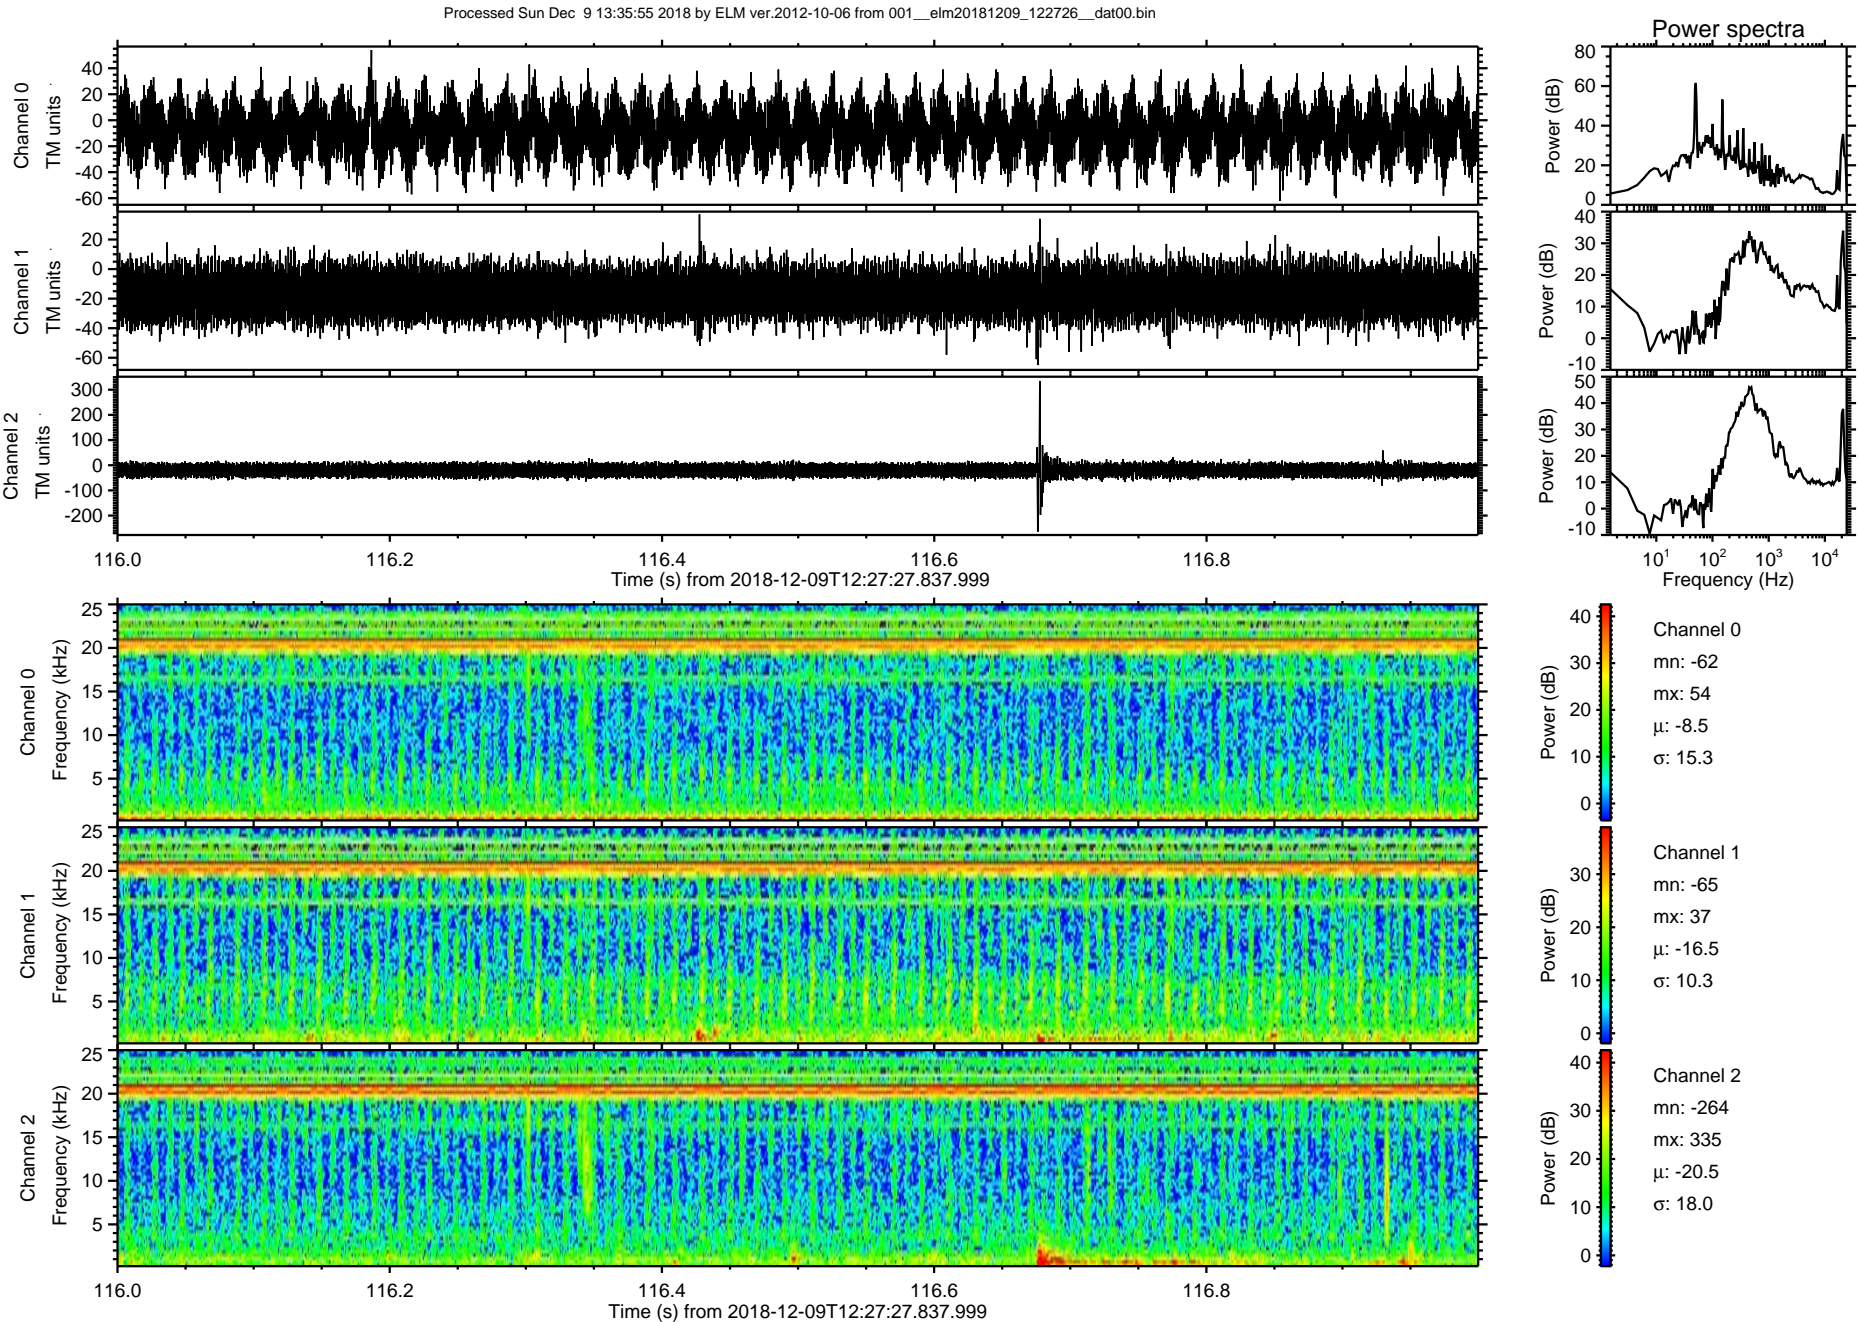 Processed Sun Dec  9 13:35:55 2018 by ELM ver.2012-10-06 from 001__elm20181209_122726__dat00.bin
Power spectra
Channel 0
TM units
40
20
0
-20
-40
-60
Power (dB)
80
60
40
20
0
Channel 1
TM units
20
0
-20
-40
-60
Power (dB)
40
30
20
10
0
-10
Channel 2
TM units
300
200
100
0
-100
-200
Power (dB)
50
40
30
20
10
0
-10
116.0 116.2 116.4 116.6 116.8
Time (s) from 2018-12-09T12:27:27.837.999
10¹ 10² 10³ 10⁴
Frequency (Hz)
Channel 0
Frequency (kHz)
25
20
15
10
5
Power (dB)
40
30
20
10
0
Channel 0
mn: -62
mx: 54
μ: -8.5
σ: 15.3
Channel 1
Frequency (kHz)
25
20
15
10
5
Power (dB)
30
20
10
0
Channel 1
mn: -65
mx: 37
μ: -16.5
σ: 10.3
Channel 2
Frequency (kHz)
25
20
15
10
5
Power (dB)
40
30
20
10
0
Channel 2
mn: -264
mx: 335
μ: -20.5
σ: 18.0
116.0 116.2 116.4 116.6 116.8
Time (s) from 2018-12-09T12:27:27.837.999